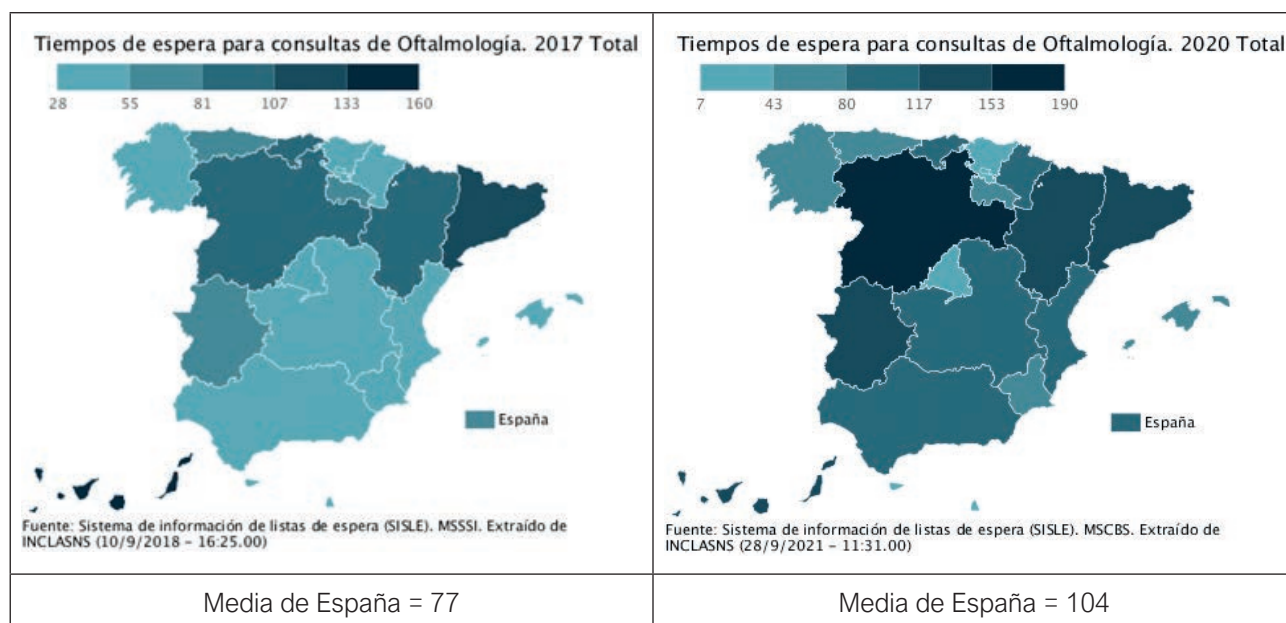 Tiempos de espera para consultas de Oftalmología. 2017 Total
28 55 81 107 133 160
España
Fuente: Sistema de información de listas de espera (SISLE). MSSSI. Extraído de
INCLASNS (10/9/2018 - 16:25.00)
Media de España = 77
Tiempos de espera para consultas de Oftalmología. 2020 Total
7 43 80 117 153 190
España
Fuente: Sistema de información de listas de espera (SISLE). MSCBS. Extraído de
INCLASNS (28/9/2021 - 11:31.00)
Media de España = 104